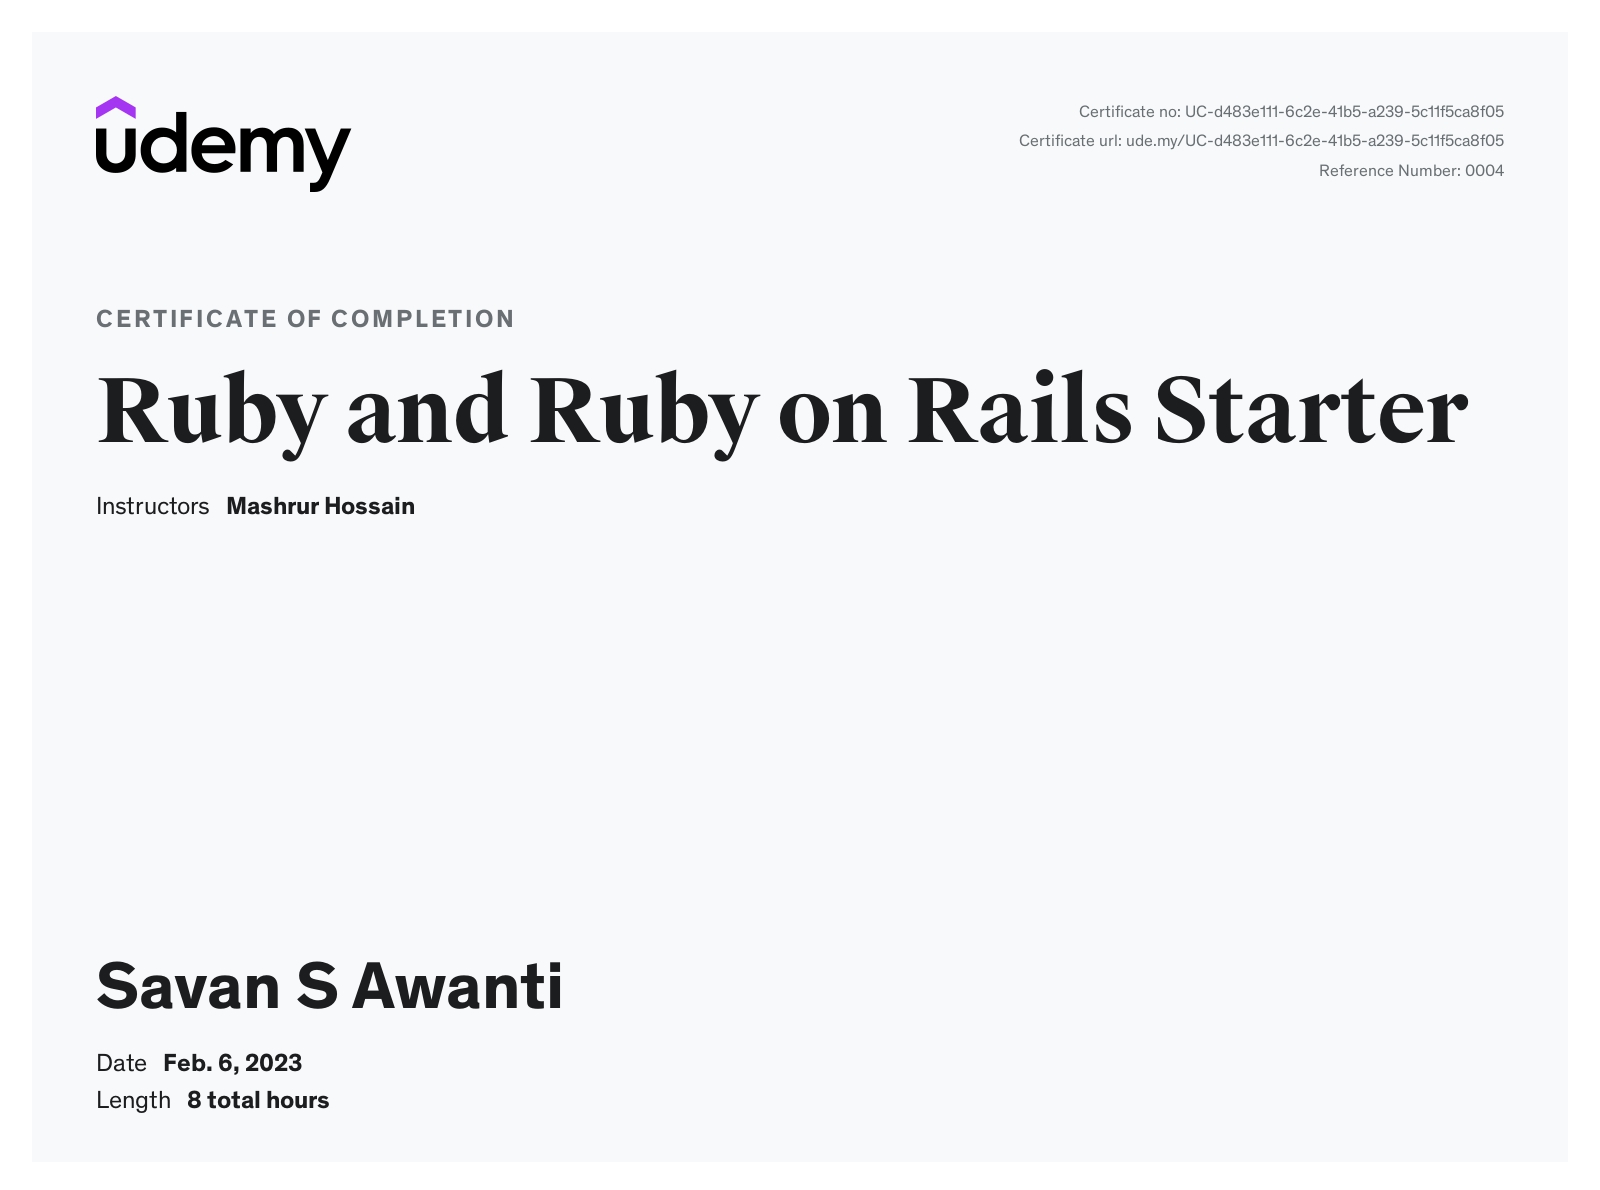 udemy
Certificate no: UC-d483e111-6c2e-41b5-a239-5c11f5ca8f05
Certificate url: ude.my/UC-d483e111-6c2e-41b5-a239-5c11f5ca8f05
Reference Number: 0004
CERTIFICATE OF COMPLETION
Ruby and Ruby on Rails Starter
Instructors Mashrur Hossain
Savan S Awanti
Date Feb. 6, 2023
Length 8 total hours